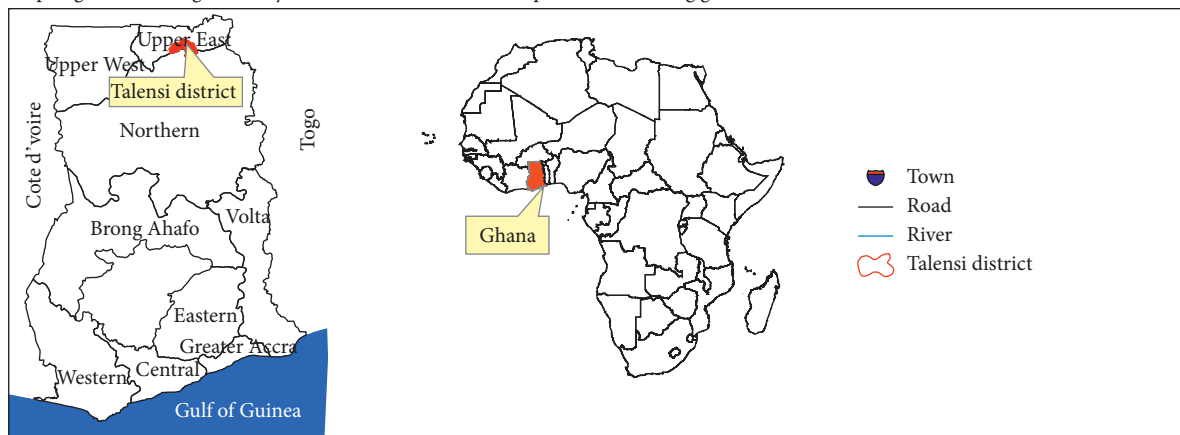 Upper East
Upper West
Talensi district
Northern
Cote d'voire
Togo
Brong Ahafo
Volta
Eastern
Greater Accra
Central
Western
Gulf of Guinea
Ghana
Town
Road
River
Talensi district